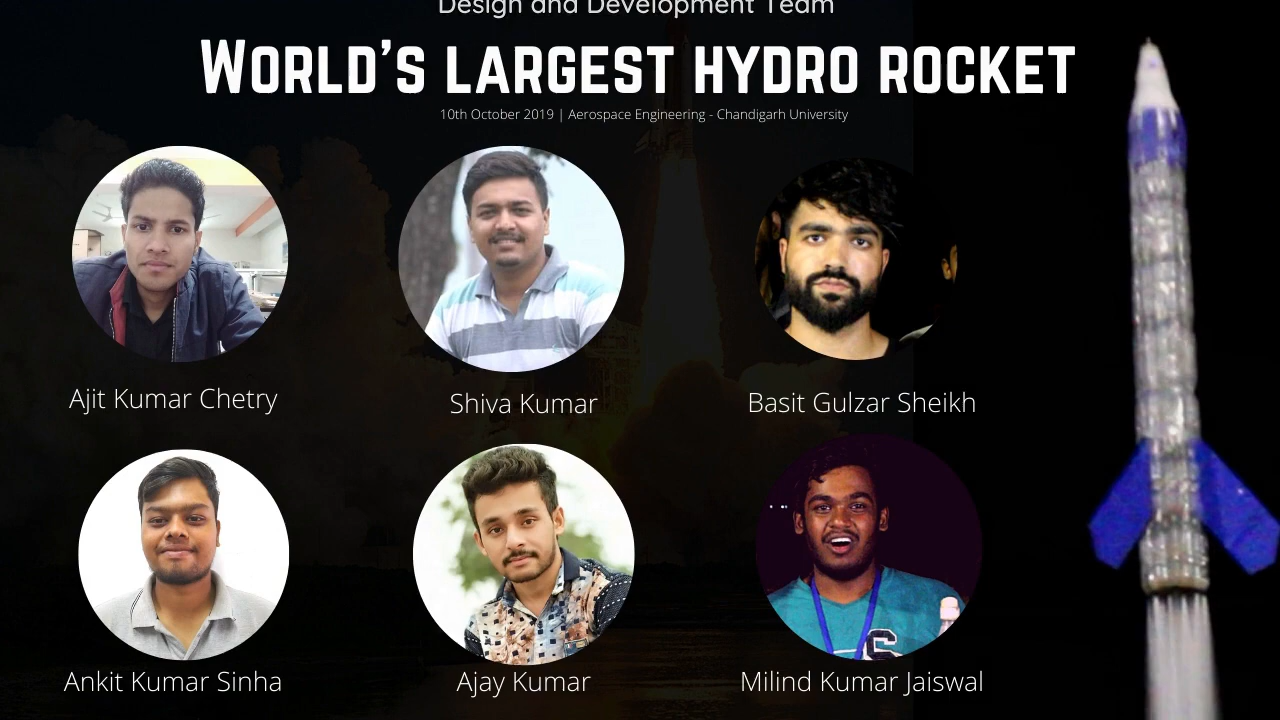 Design and Development Team
WORLD'S LARGEST HYDRO ROCKET
10th October 2019 | Aerospace Engineering - Chandigarh University
Ajit Kumar Chetry
Shiva Kumar
Basit Gulzar Sheikh
S
Ankit Kumar Sinha
Ajay Kumar
Milind Kumar Jaiswal